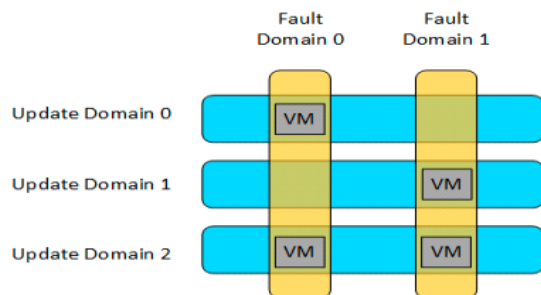 Fault Domain 0
Fault Domain 1
Update Domain 0
VM
Update Domain 1
VM
Update Domain 2
VM
VM